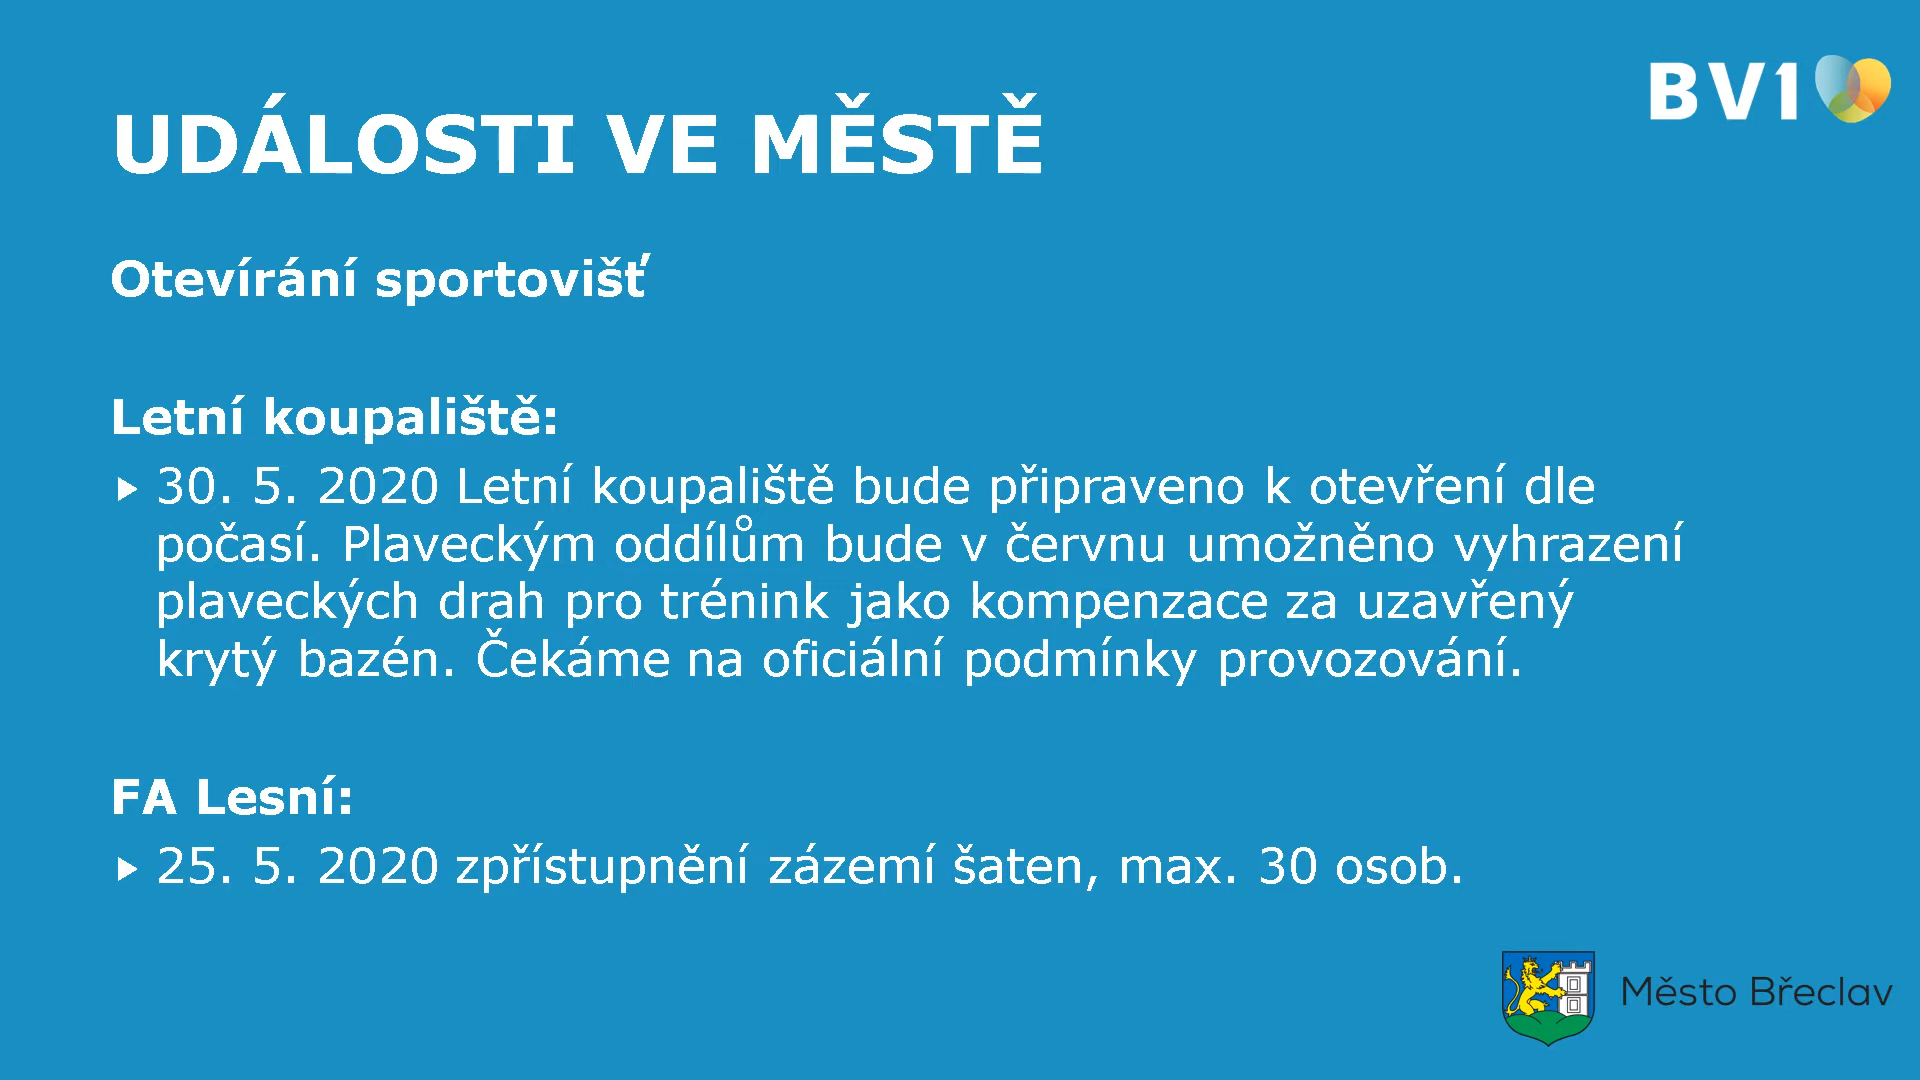 BV1
UDÁLOSTI VE MĚSTĚ
Otevírání sportovišť
Letní koupaliště:
30. 5. 2020 Letní koupaliště bude připraveno k otevření dle
počasí. Plaveckým oddílům bude v červnu umožněno vyhrazení
plaveckých drah pro trénink jako kompenzace za uzavřený
krytý bazén. Čekáme na oficiální podmínky provozování.
FA Lesní:
25. 5. 2020 zpřístupnění zázemí šaten, max. 30 osob.
Město Břeclav